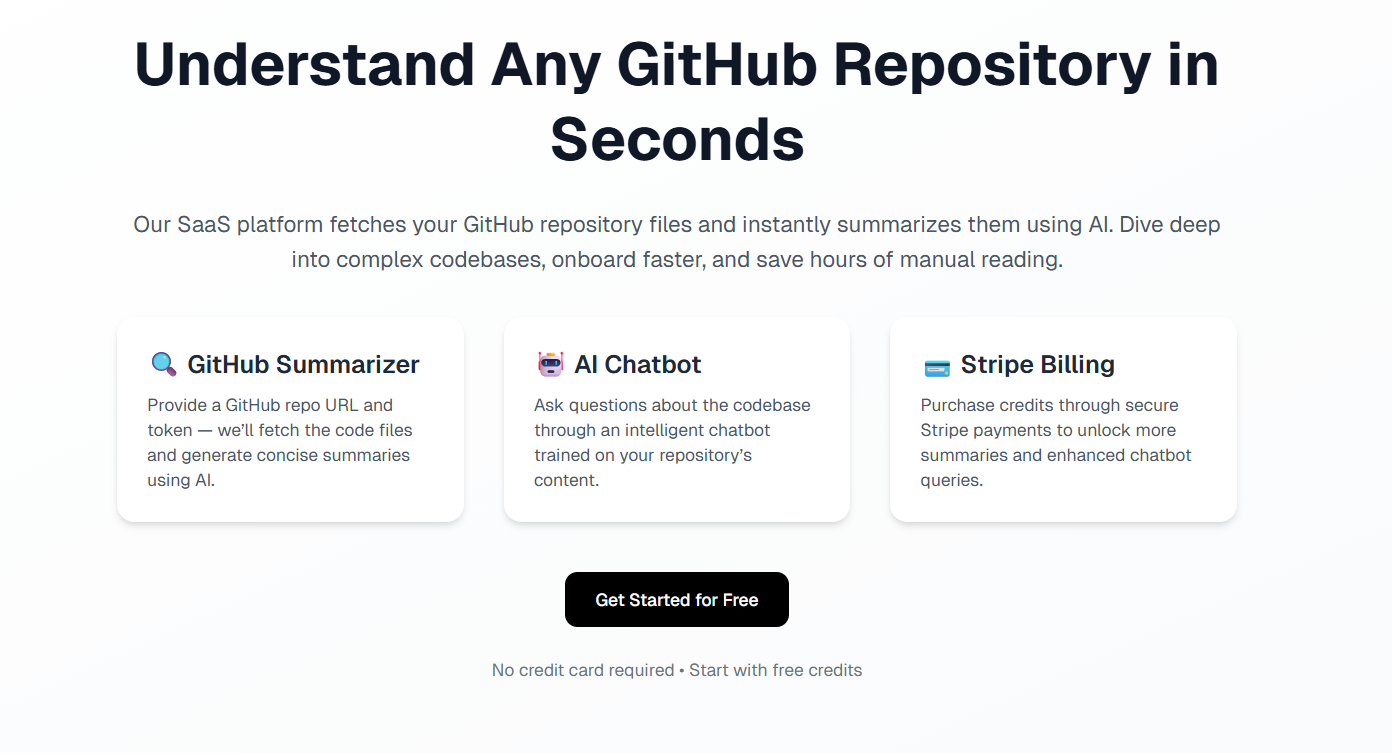 Understand Any GitHub Repository in
Seconds
Our SaaS platform fetches your GitHub repository files and instantly summarizes them using AI. Dive deep
into complex codebases, onboard faster, and save hours of manual reading.
GitHub Summarizer
Provide a GitHub repo URL and
token — we’ll fetch the code files
and generate concise summaries
using AI.
AI Chatbot
Ask questions about the codebase
through an intelligent chatbot
trained on your repository’s
content.
Stripe Billing
Purchase credits through secure
Stripe payments to unlock more
summaries and enhanced chatbot
queries.
Get Started for Free
No credit card required • Start with free credits